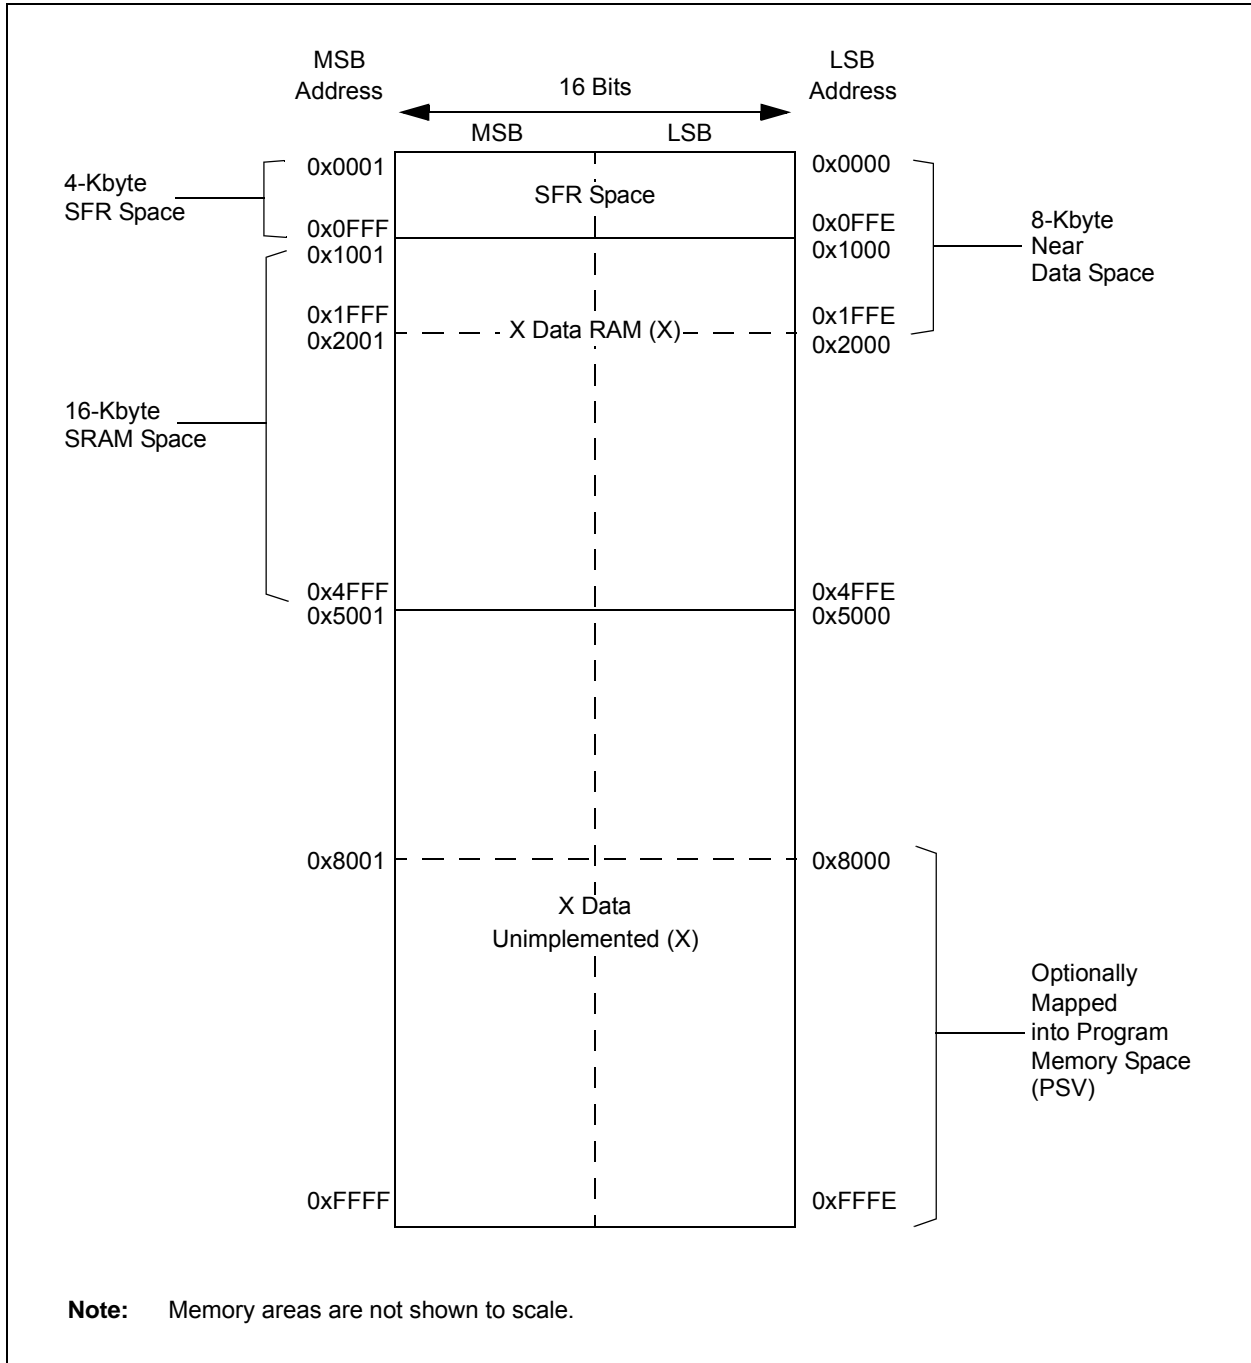 MSB
Address
LSB
Address
16 Bits
MSB
LSB
0x0001
0x0000
4-Kbyte
SFR Space
SFR Space
0x0FFF
0x0FFE
0x1001
0x1000
8-Kbyte
Near
Data Space
0x1FFF
0x1FFE
X Data RAM (X)
0x2001
0x2000
16-Kbyte
SRAM Space
0x4FFF
0x4FFE
0x5001
0x5000
0x8001
0x8000
X Data
Unimplemented (X)
Optionally
Mapped
into Program
Memory Space
(PSV)
0xFFFF
0xFFFE
Note: Memory areas are not shown to scale.